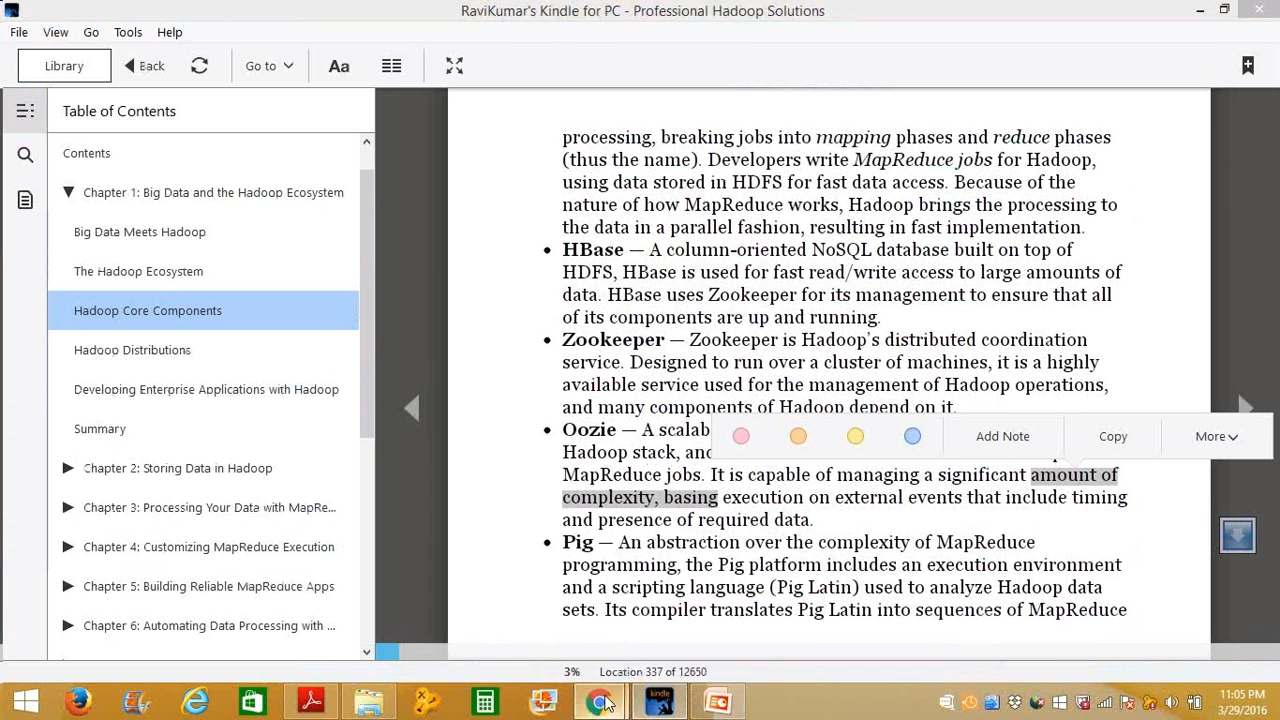 RaviKumar's Kindle for PC - Professional Hadoop Solutions
File View Go Tools Help
Library Back Go to Aa
Table of Contents
Contents
Chapter 1: Big Data and the Hadoop Ecosystem
Big Data Meets Hadoop
The Hadoop Ecosystem
Hadoop Core Components
Hadoop Distributions
Developing Enterprise Applications with Hadoop
Summary
Chapter 2: Storing Data in Hadoop
Chapter 3: Processing Your Data with MapRe...
Chapter 4: Customizing MapReduce Execution
Chapter 5: Building Reliable MapReduce Apps
Chapter 6: Automating Data Processing with ...
processing, breaking jobs into mapping phases and reduce phases
(thus the name). Developers write MapReduce jobs for Hadoop,
using data stored in HDFS for fast data access. Because of the
nature of how MapReduce works, Hadoop brings the processing to
the data in a parallel fashion, resulting in fast implementation.
• HBase — A column-oriented NoSQL database built on top of
HDFS, HBase is used for fast read/write access to large amounts of
data. HBase uses Zookeeper for its management to ensure that all
of its components are up and running.
• Zookeeper — Zookeeper is Hadoop's distributed coordination
service. Designed to run over a cluster of machines, it is a highly
available service used for the management of Hadoop operations,
and many components of Hadoop depend on it.
• Oozie — A scalab
Hadoop stack, and
MapReduce jobs. It is capable of managing a significant amount of
complexity, basing execution on external events that include timing
and presence of required data.
• Pig — An abstraction over the complexity of MapReduce
programming, the Pig platform includes an execution environment
and a scripting language (Pig Latin) used to analyze Hadoop data
sets. Its compiler translates Pig Latin into sequences of MapReduce
Add Note Copy More
3% Location 337 of 12650
kindle
11:05 PM
3/29/2016